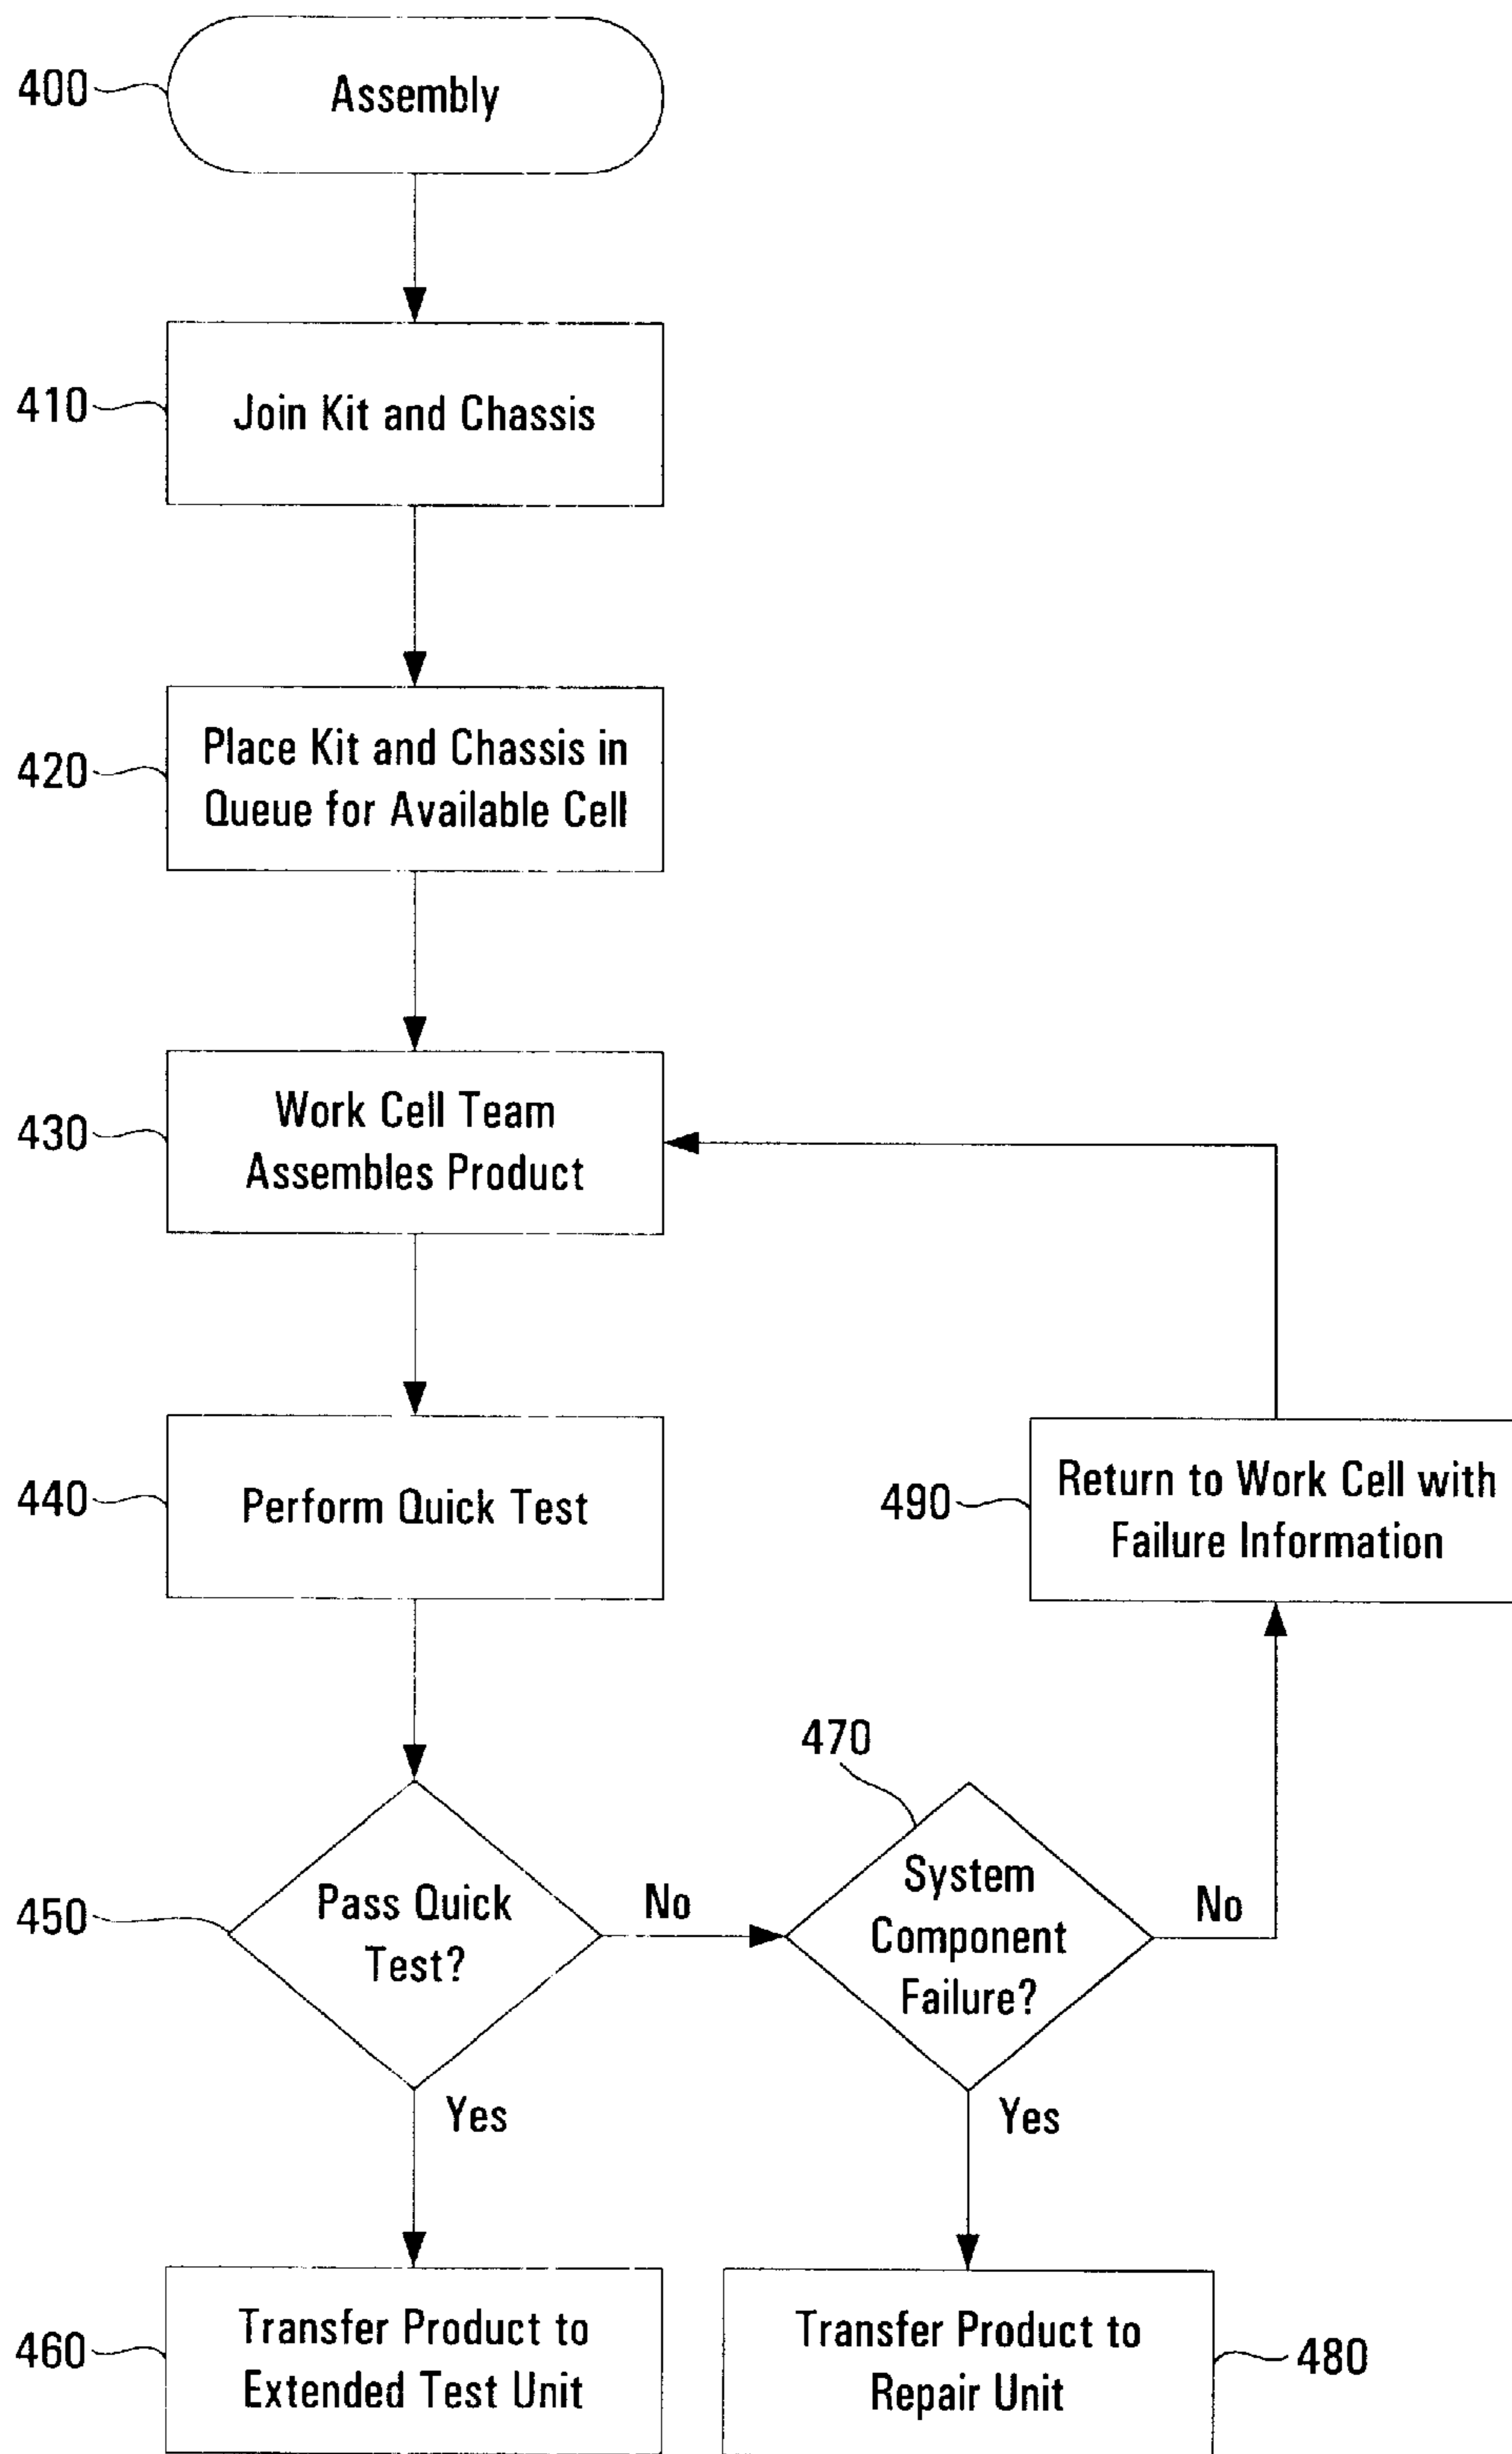 400
Assembly
410
Join Kit and Chassis
420
Place Kit and Chassis in
Queue for Available Cell
430
Work Cell Team
Assembles Product
440
Perform Quick Test
490
Return to Work Cell with
Failure Information
450
Pass Quick
Test?
No
470
System
Component
Failure?
No
Yes
Yes
460
Transfer Product to
Extended Test Unit
Transfer Product to
Repair Unit
480